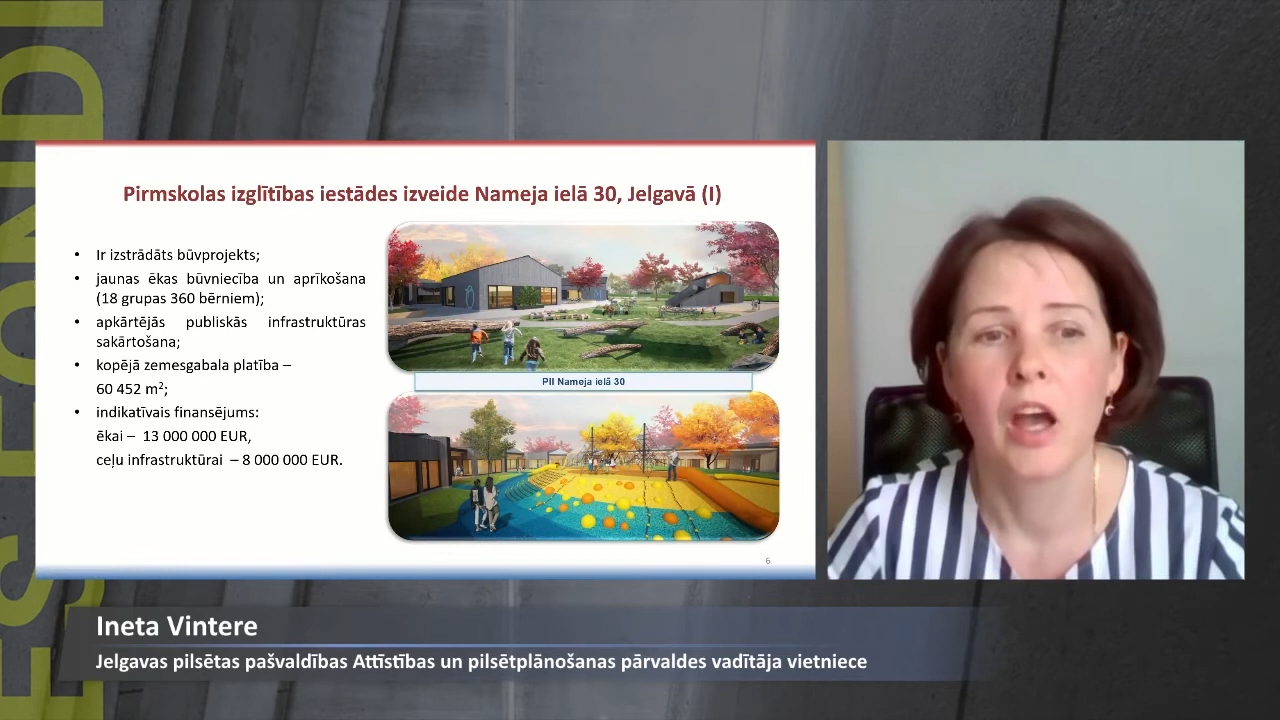 ES FONDI
Pirmskolas izglītības iestādes izveide Nameja ielā 30, Jelgavā (I)
• Ir izstrādāts būvprojekts;
• jaunas ēkas būvniecība un aprīkošana
(18 grupas 360 bērniem);
• apkārtējās publiskās infrastruktūras
sakārtošana;
• kopējā zemesgabala platība –
60 452 m²;
• indikatīvais finansējums:
ēkai – 13 000 000 EUR,
ceļu infrastruktūrai – 8 000 000 EUR.
PII Nameja ielā 30
6
Ineta Vintere
Jelgavas pilsētas pašvaldības Attīstības un pilsētplānošanas pārvaldes vadītāja vietniece